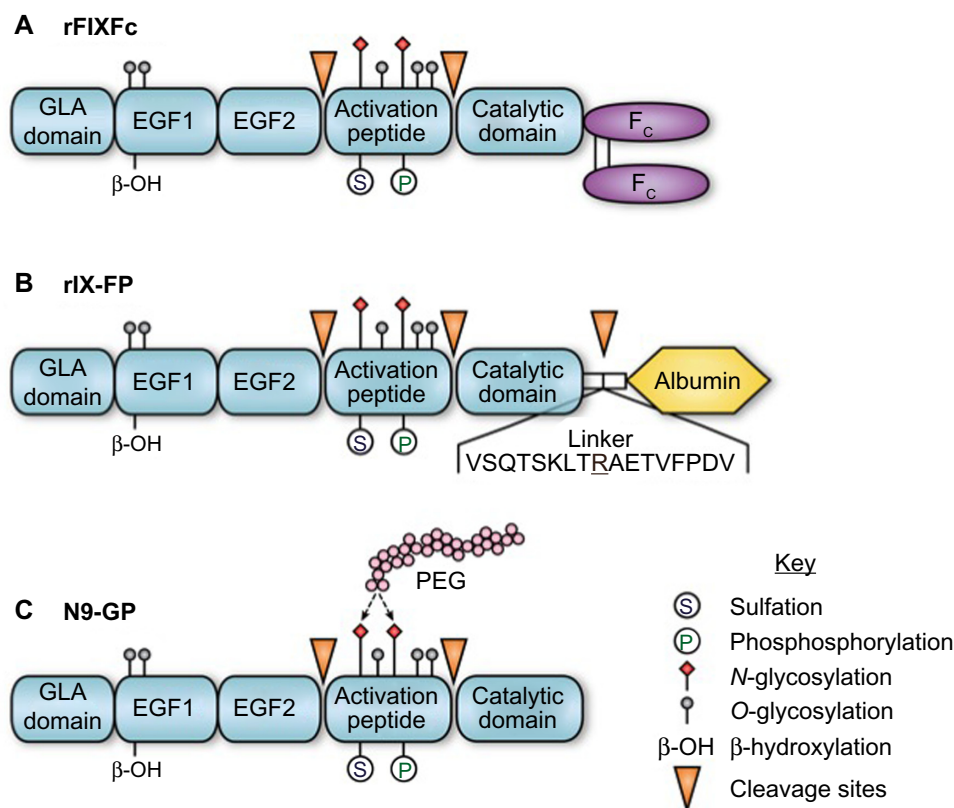 A rFIXFc
GLA domain
EGF1
EGF2
Activation peptide
Catalytic domain
Fc
Fc
β-OH
S
P
B rIX-FP
GLA domain
EGF1
EGF2
Activation peptide
Catalytic domain
Albumin
β-OH
S
P
Linker
VSQTSKLTRAETVFPDV
PEG
C N9-GP
GLA domain
EGF1
EGF2
Activation peptide
Catalytic domain
β-OH
S
P
Key
S Sulfation
P Phosphosphorylation
N-glycosylation
O-glycosylation
β-OH β-hydroxylation
Cleavage sites